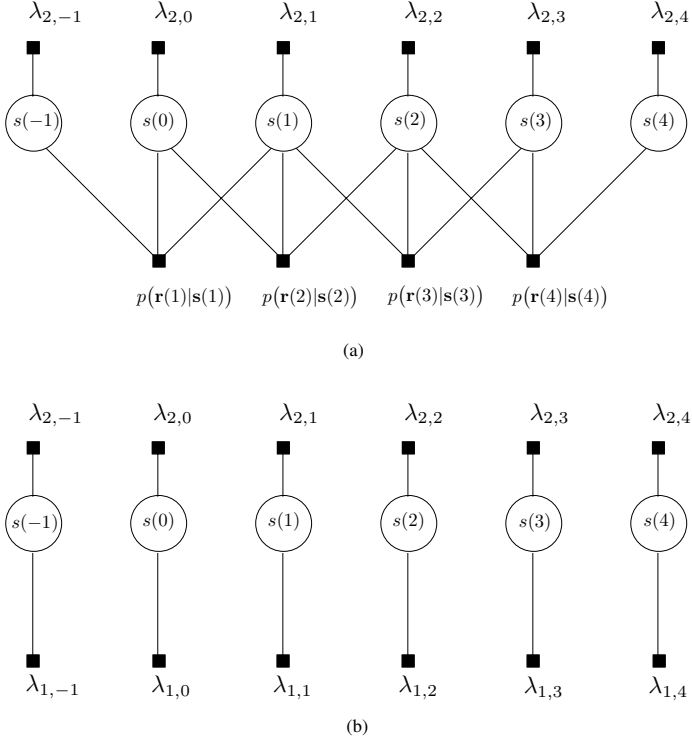 λ₂,₋₁ λ₂,₀ λ₂,₁ λ₂,₂ λ₂,₃ λ₂,₄
s(−1) s(0) s(1) s(2) s(3) s(4)
p(r(1)|s(1)) p(r(2)|s(2)) p(r(3)|s(3)) p(r(4)|s(4))
(a)
λ₂,₋₁ λ₂,₀ λ₂,₁ λ₂,₂ λ₂,₃ λ₂,₄
s(−1) s(0) s(1) s(2) s(3) s(4)
λ₁,₋₁ λ₁,₀ λ₁,₁ λ₁,₂ λ₁,₃ λ₁,₄
(b)